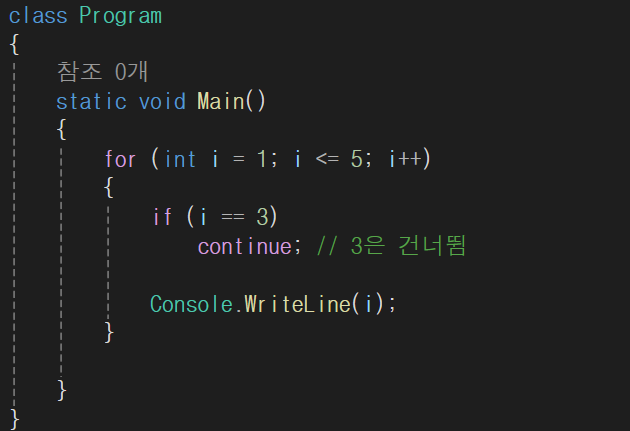 class Program
{
참조 0개
static void Main()
{
for (int i = 1; i <= 5; i++)
{
if (i == 3)
continue; // 3은 건너뜀
Console.WriteLine(i);
}
}
}